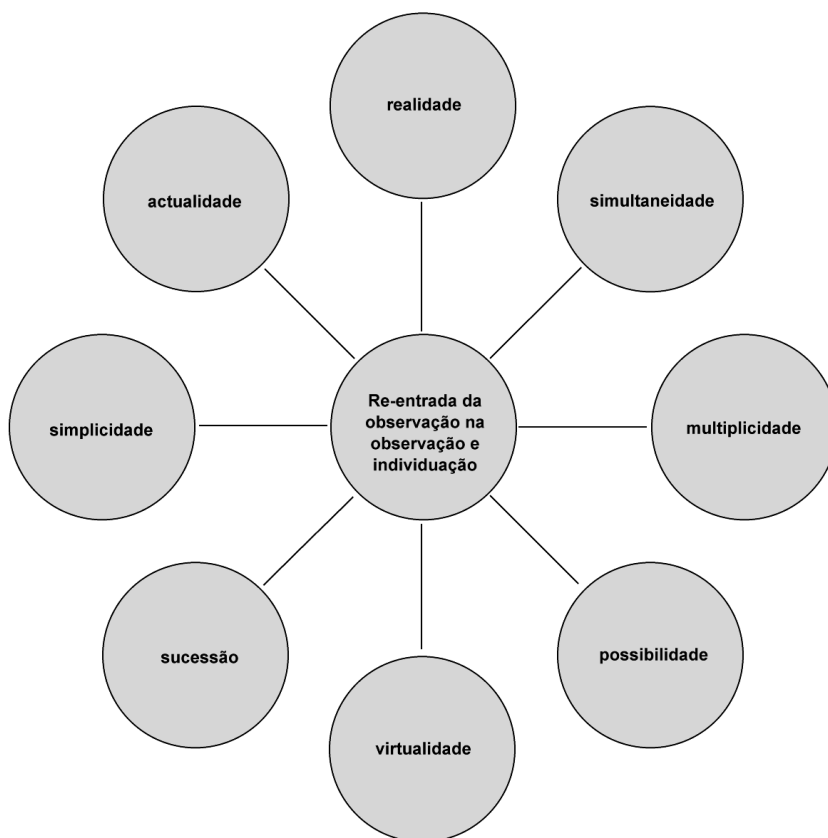 realidade
actualidade
simultaneidade
Re-entrada da
observação na
observação e
individuação
simplicidade
multiplicidade
sucessão
possibilidade
virtualidade